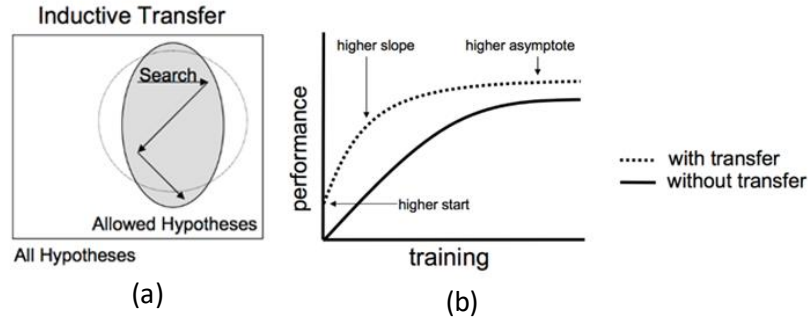 Inductive Transfer
Search
Allowed Hypotheses
All Hypotheses
(a)
performance
higher slope
higher asymptote
higher start
training
(b)
with transfer
without transfer